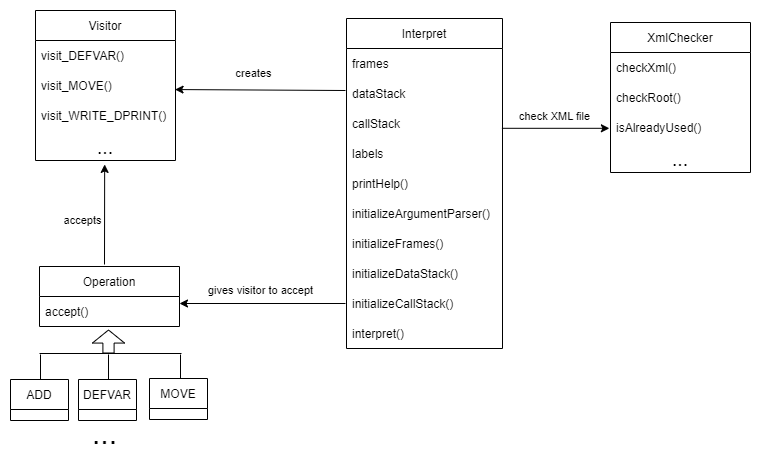 Visitor
visit_DEFVAR()
visit_MOVE()
visit_WRITE_DPRINT()
...
creates
Interpret
frames
dataStack
callStack
labels
printHelp()
initializeArgumentParser()
initializeFrames()
initializeDataStack()
initializeCallStack()
interpret()
check XML file
XmlChecker
checkXml()
checkRoot()
isAlreadyUsed()
...
accepts
gives visitor to accept
Operation
accept()
ADD
DEFVAR
MOVE
...